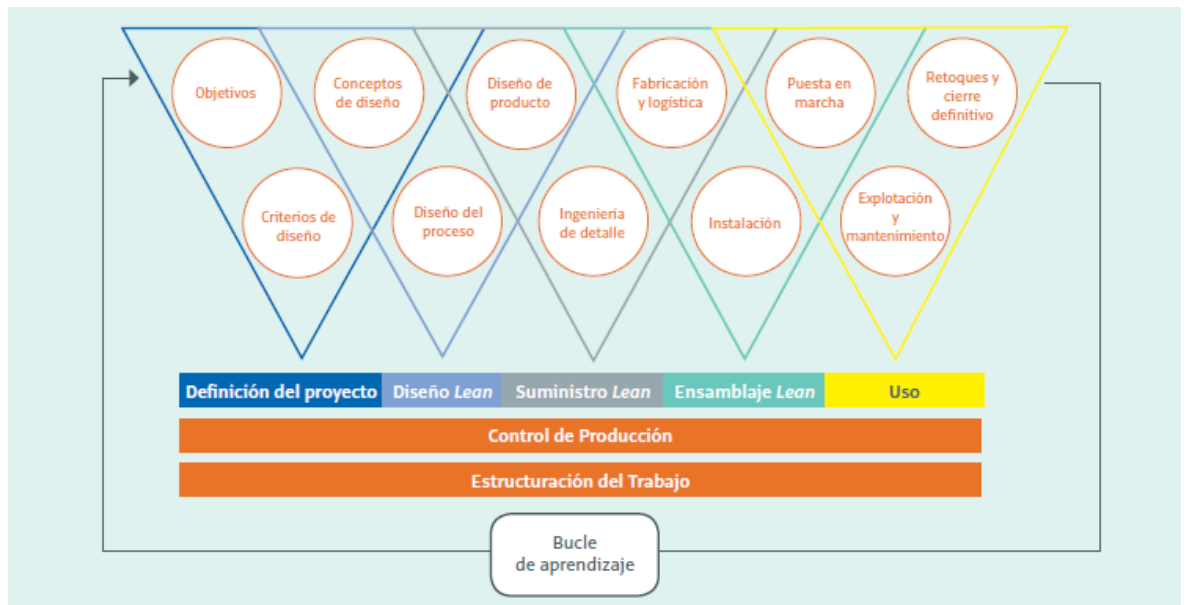 Objetivos
Conceptos
de diseño
Diseño de
producto
Fabricación
y logística
Puesta en
marcha
Retoques y
cierre
definitivo
Criterios de
diseño
Diseño del
proceso
Ingeniería
de detalle
Instalación
Explotación
y
mantenimiento
Definición del proyecto
Diseño Lean
Suministro Lean
Ensamblaje Lean
Uso
Control de Producción
Estructuración del Trabajo
Bucle
de aprendizaje